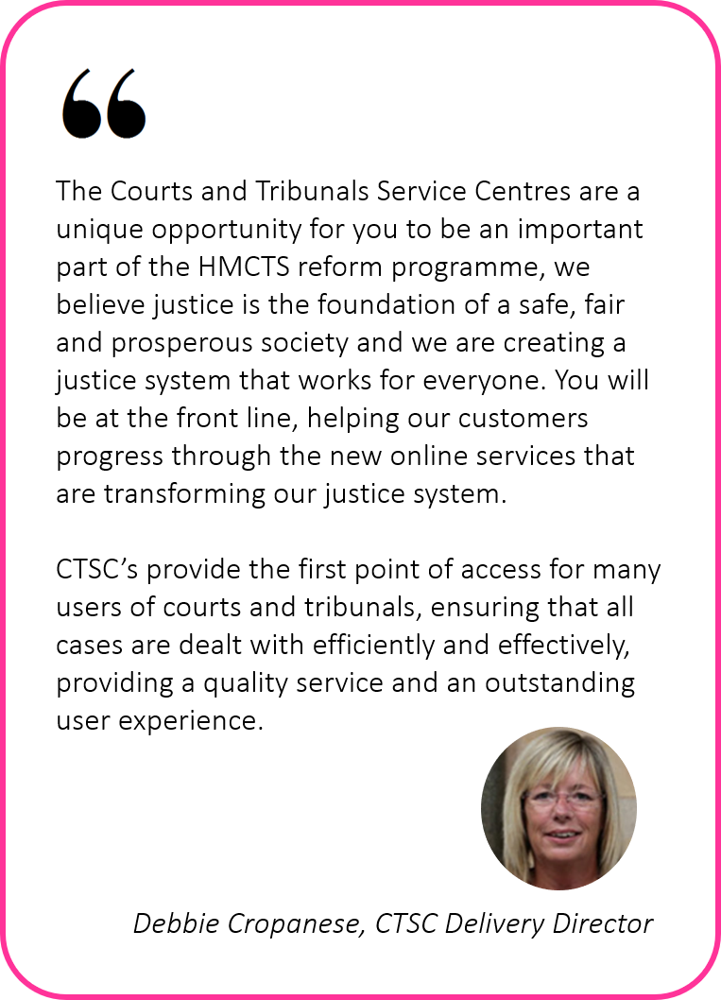 “
The Courts and Tribunals Service Centres are a
unique opportunity for you to be an important
part of the HMCTS reform programme, we
believe justice is the foundation of a safe, fair
and prosperous society and we are creating a
justice system that works for everyone. You will
be at the front line, helping our customers
progress through the new online services that
are transforming our justice system.
CTSC’s provide the first point of access for many
users of courts and tribunals, ensuring that all
cases are dealt with efficiently and effectively,
providing a quality service and an outstanding
user experience.
Debbie Cropanese, CTSC Delivery Director